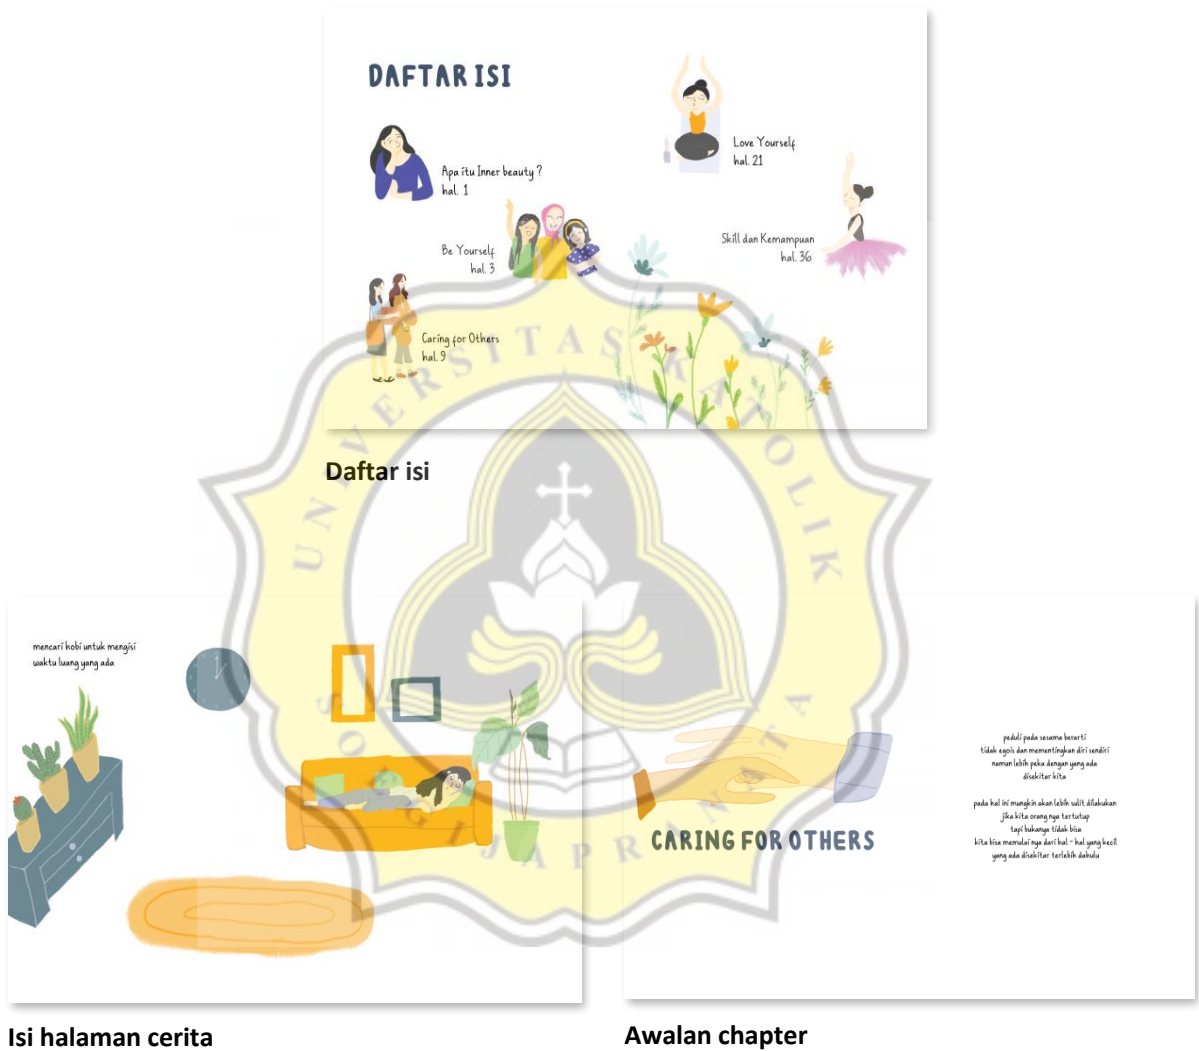 DAFTAR ISI
Apa itu Inner beauty ?
hal. 1
Be Yourself
hal. 3
Caring for Others
hal. 9
Love Yourself
hal. 21
Skill dan Kemampuan
hal. 36
Daftar isi
UNIVERSITAS KATOLIK
SOEGIJAPRANATA
mencari hobi untuk mengisi
waktu luang yang ada
Isi halaman cerita
CARING FOR OTHERS
peduli pada sesama berarti
tidak egois dan mementingkan diri sendiri
namun lebih peka dengan yang ada
disekitar kita
pada hal ini mungkin akan lebih sulit dilakukan
jika kita orang nya tertutup
tapi bukanya tidak bisa
kita bisa memulai nya dari hal - hal yang kecil
yang ada disekitar terlebih dahulu
Awalan chapter